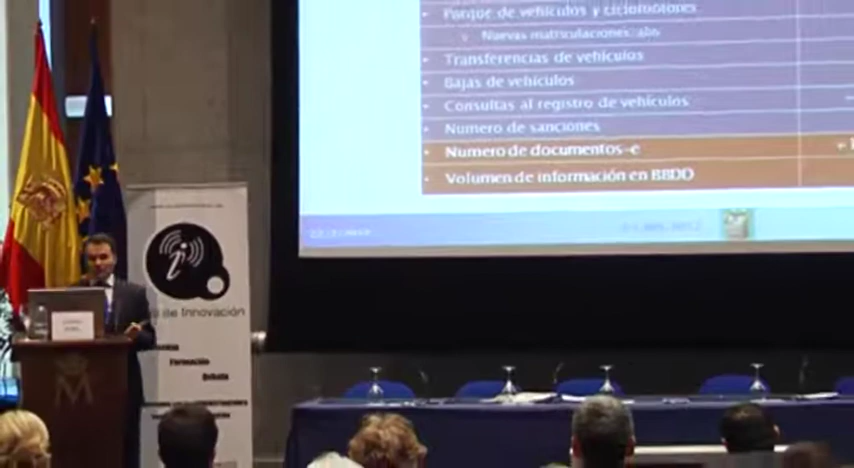 Parque de vehículos y ciclomotores
Nuevas matriculaciones: año
Transferencias de vehículos
Bajas de vehículos
Consultas al registro de vehículos
Numero de sanciones
Numero de documentos-e
Volumen de información en BBDD
i
de Innovación
Formación
Debate
M